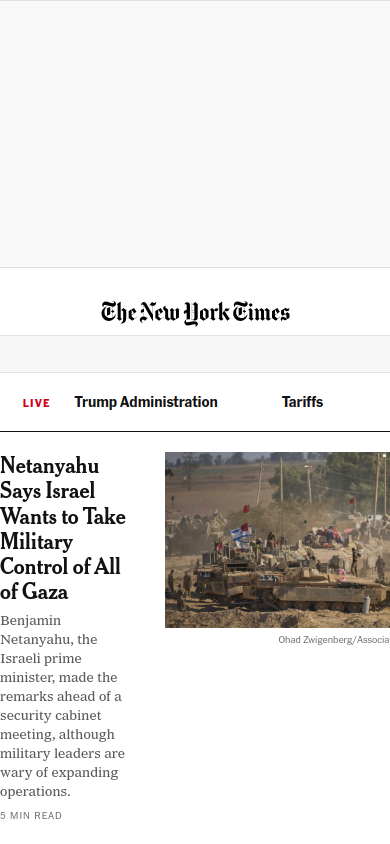 The New York Times
LIVE Trump Administration Tariffs
Netanyahu
Says Israel
Wants to Take
Military
Control of All
of Gaza
Benjamin
Netanyahu, the
Israeli prime
minister, made the
remarks ahead of a
security cabinet
meeting, although
military leaders are
wary of expanding
operations.
5 MIN READ
Ohad Zwigenberg/Associa